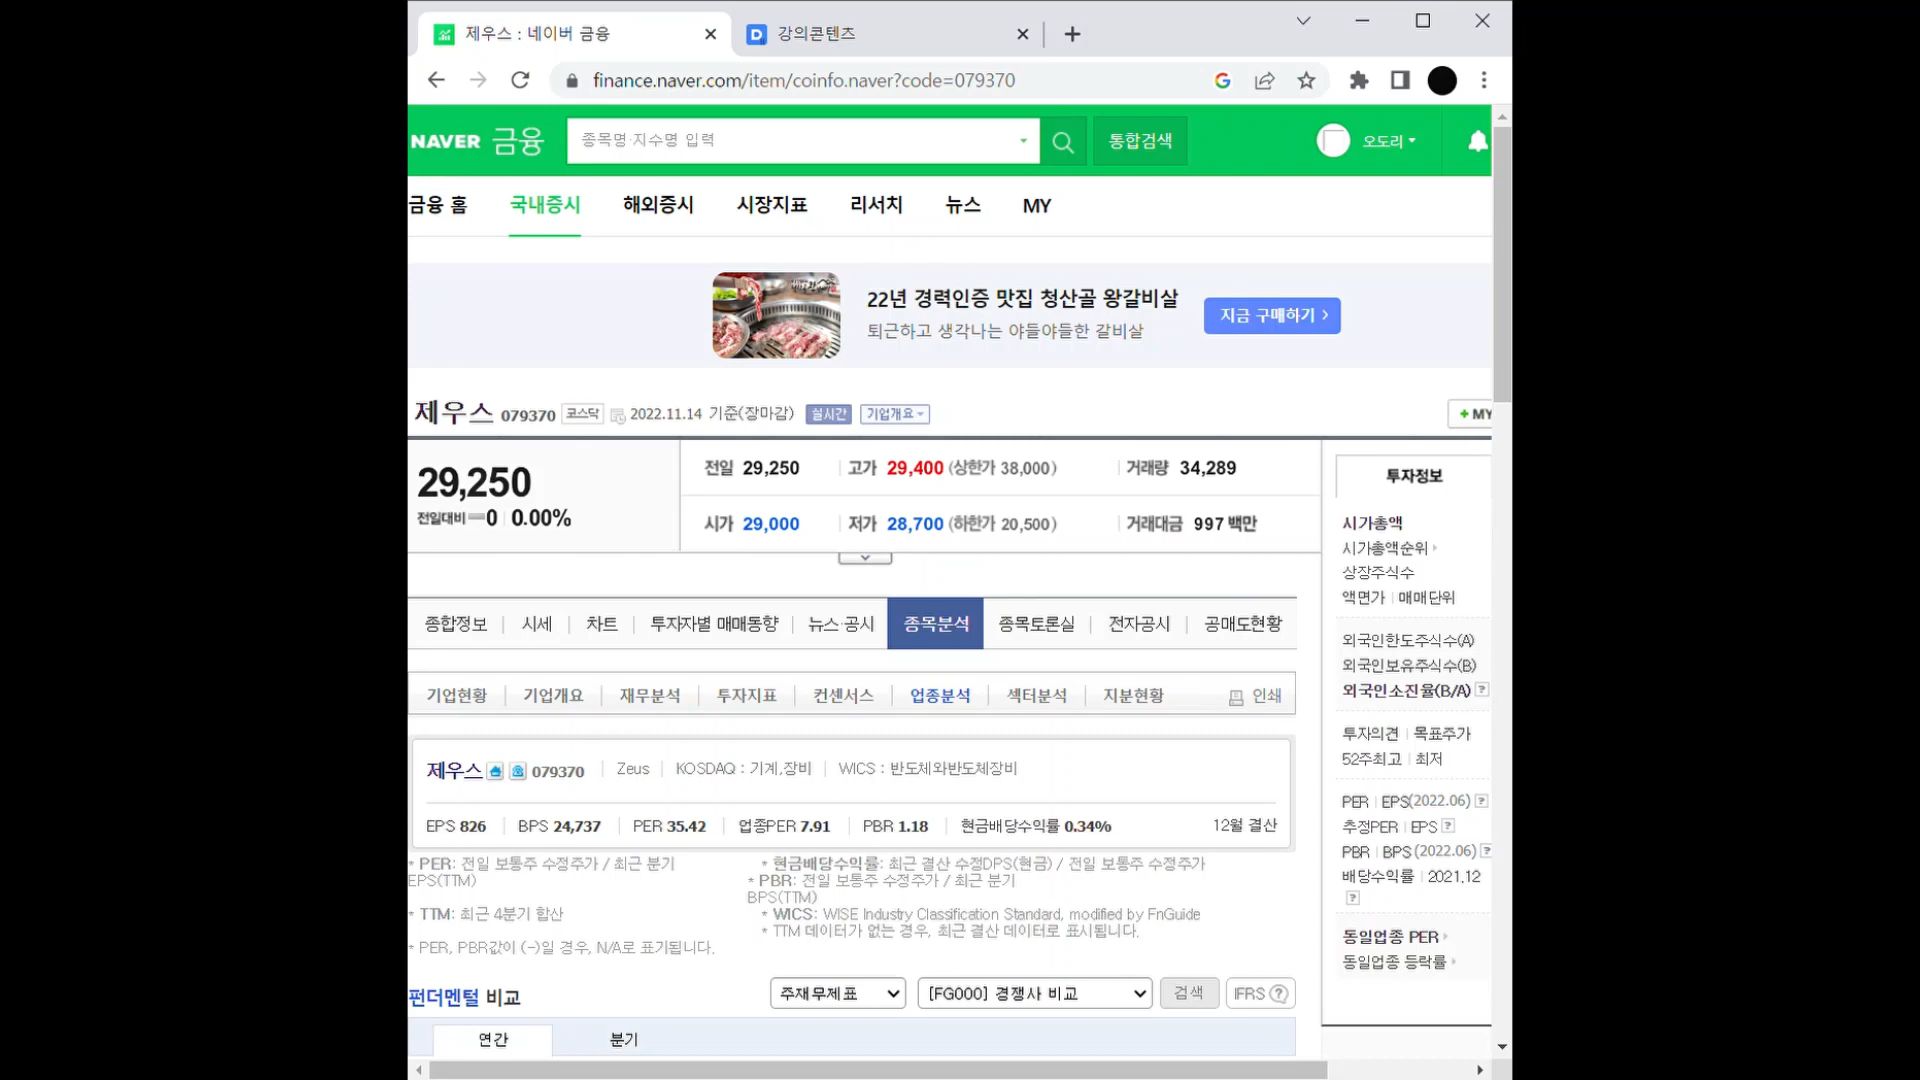 제우스 : 네이버 금융
강의콘텐츠
finance.naver.com/item/coinfo.naver?code=079370
NAVER 금융
종목명·지수명 입력
통합검색
오도리
금융 홈 국내증시 해외증시 시장지표 리서치 뉴스 MY
22년 경력인증 맛집 청산골 왕갈비살
퇴근하고 생각나는 야들야들한 갈비살
지금 구매하기
제우스 079370 코스닥 2022.11.14 기준(장마감) 실시간 기업개요
+ MY
29,250
전일대비 0 0.00%
전일 29,250 고가 29,400 (상한가 38,000) 거래량 34,289
시가 29,000 저가 28,700 (하한가 20,500) 거래대금 997 백만
종합정보 시세 차트 투자자별 매매동향 뉴스·공시 종목분석 종목토론실 전자공시 공매도현황
기업현황 기업개요 재무분석 투자지표 컨센서스 업종분석 섹터분석 지분현황 인쇄
제우스 079370 Zeus KOSDAQ : 기계,장비 WICS : 반도체와반도체장비
EPS 826 BPS 24,737 PER 35.42 업종PER 7.91 PBR 1.18 현금배당수익률 0.34% 12월 결산
* PER: 전일 보통주 수정주가 / 최근 분기
EPS(TTM)
* TTM: 최근 4분기 합산
* PER, PBR값이 (-)일 경우, N/A로 표기됩니다.
* 현금배당수익률: 최근 결산 수정DPS(현금) / 전일 보통주 수정주가
* PBR: 전일 보통주 수정주가 / 최근 분기
BPS(TTM)
* WICS: WISE Industry Classification Standard, modified by FnGuide
* TTM 데이터가 없는 경우, 최근 결산 데이터로 표시됩니다.
펀더멘털 비교
주재무제표
[FG000] 경쟁사 비교
검색
IFRS ?
연간 분기
투자정보
시가총액
시가총액순위
상장주식수
액면가 매매단위
외국인한도주식수(A)
외국인보유주식수(B)
외국인소진율(B/A) ?
투자의견 목표주가
52주최고 최저
PER EPS(2022.06) ?
추정PER EPS ?
PBR BPS (2022.06) ?
배당수익률 2021.12
?
동일업종 PER
동일업종 등락률